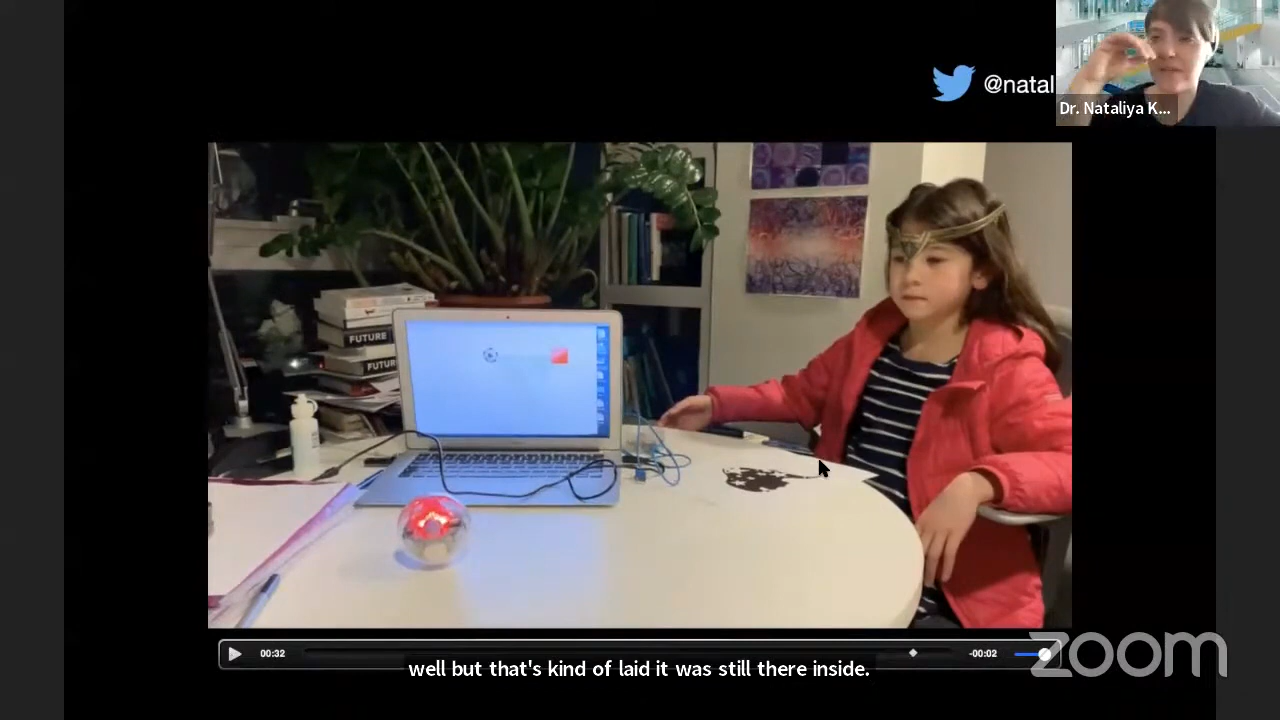 @natal
Dr. Nataliya K...
FUTURE
FUTUR
00:32
-00:02
well but that's kind of laid it was still there inside.
zoom